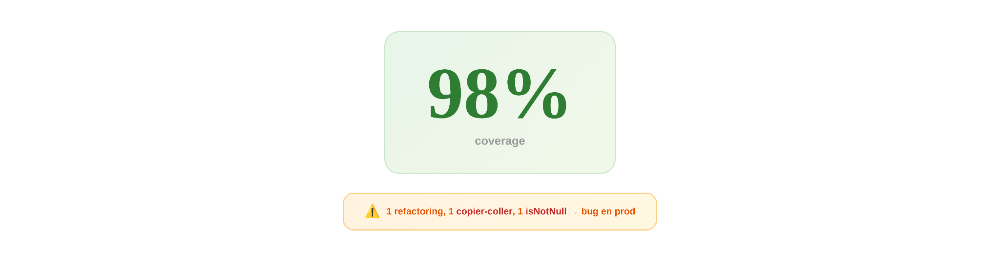 98%
coverage
⚠️ 1 refactoring, 1 copier-coller, 1 isNotNull → bug en prod